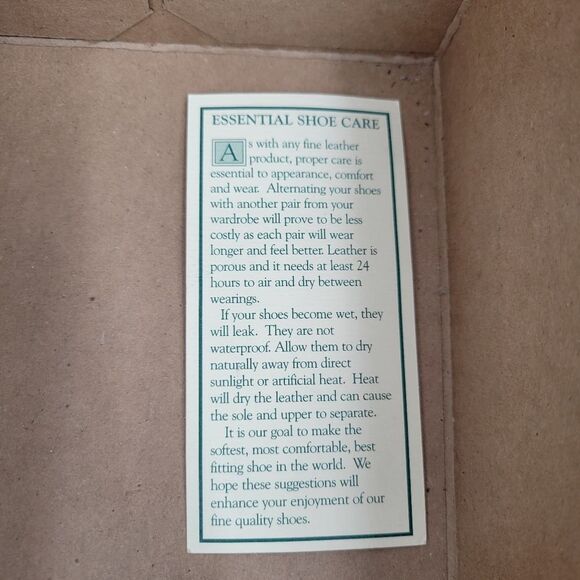 ESSENTIAL SHOE CARE
As with any fine leather
product, proper care is
essential to appearance, comfort
and wear. Alternating your shoes
with another pair from your
wardrobe will prove to be less
costly as each pair will wear
longer and feel better. Leather is
porous and it needs at least 24
hours to air and dry between
wearings.
If your shoes become wet, they
will leak. They are not
waterproof. Allow them to dry
naturally away from direct
sunlight or artificial heat. Heat
will dry the leather and can cause
the sole and upper to separate.
It is our goal to make the
softest, most comfortable, best
fitting shoe in the world. We
hope these suggestions will
enhance your enjoyment of our
fine quality shoes.